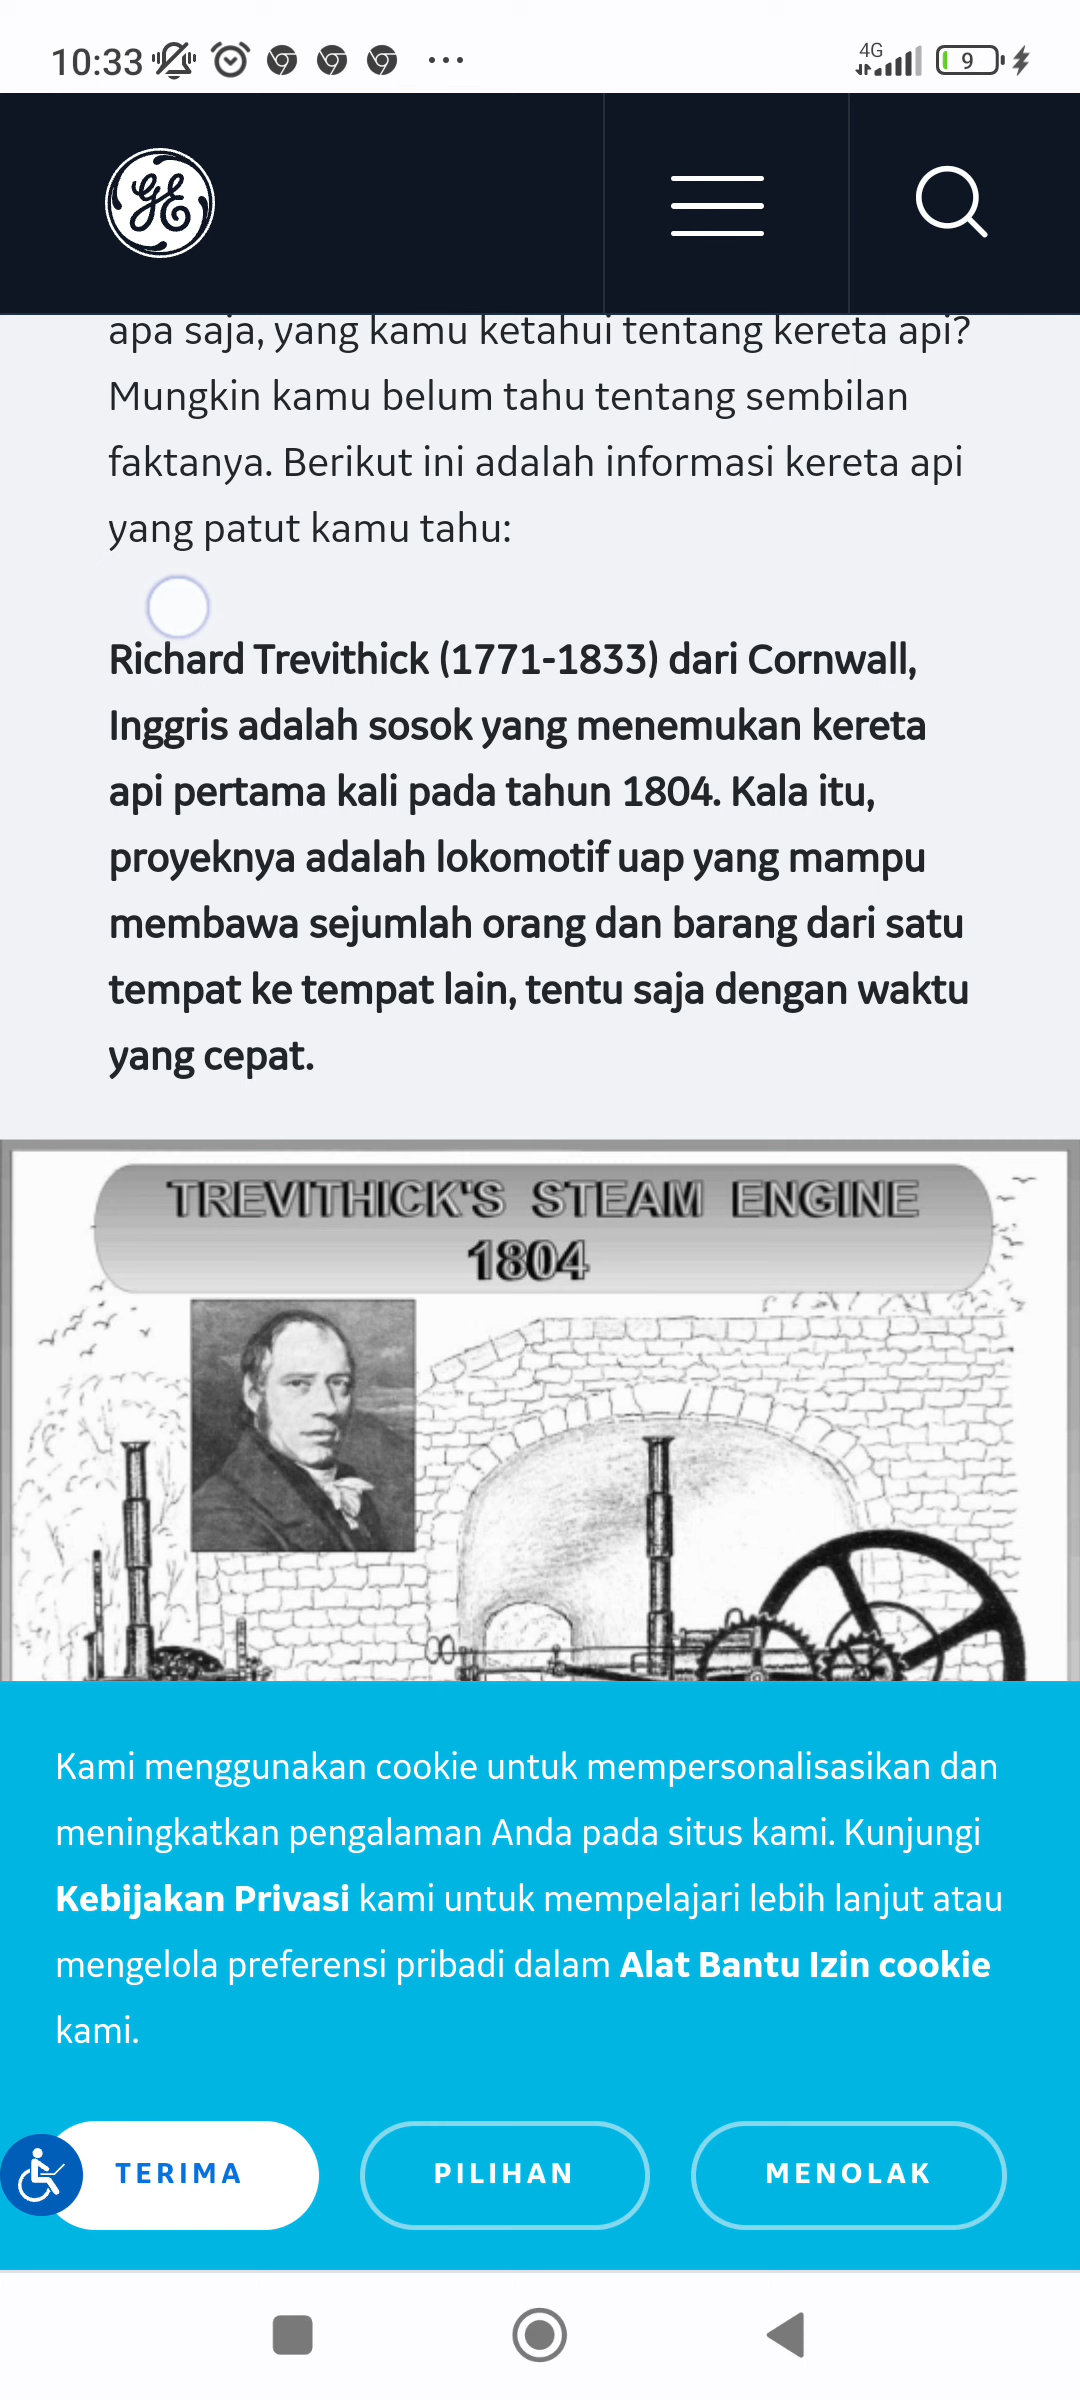 10:33
4G
9
GE
apa saja, yang kamu ketahui tentang kereta api?
Mungkin kamu belum tahu tentang sembilan
faktanya. Berikut ini adalah informasi kereta api
yang patut kamu tahu:
Richard Trevithick (1771-1833) dari Cornwall,
Inggris adalah sosok yang menemukan kereta
api pertama kali pada tahun 1804. Kala itu,
proyeknya adalah lokomotif uap yang mampu
membawa sejumlah orang dan barang dari satu
tempat ke tempat lain, tentu saja dengan waktu
yang cepat.
TREVITHICK'S STEAM ENGINE
1804
Kami menggunakan cookie untuk mempersonalisasikan dan
meningkatkan pengalaman Anda pada situs kami. Kunjungi
Kebijakan Privasi kami untuk mempelajari lebih lanjut atau
mengelola preferensi pribadi dalam Alat Bantu Izin cookie
kami.
TERIMA
PILIHAN
MENOLAK